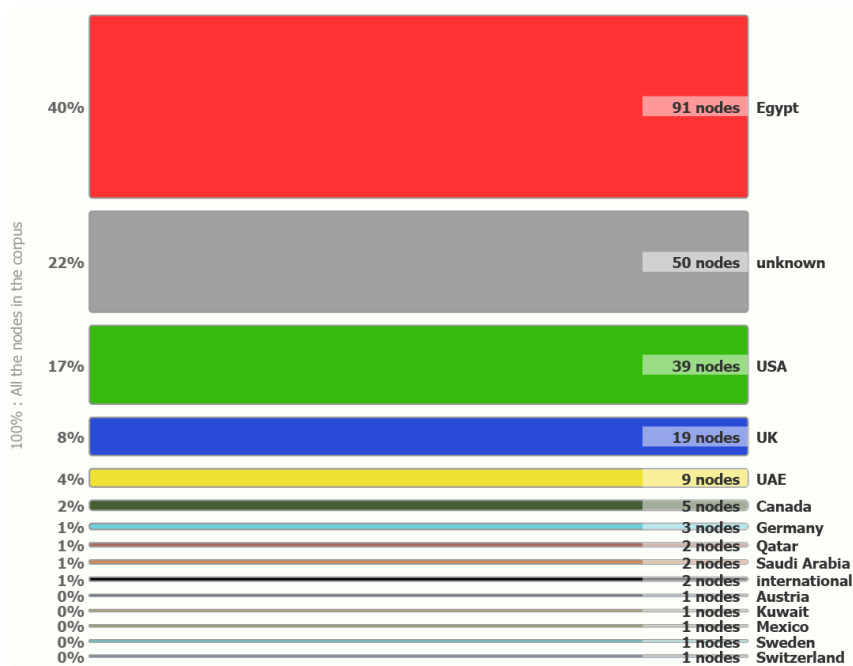 100% : All the nodes in the corpus
40% 91 nodes Egypt
22% 50 nodes unknown
17% 39 nodes USA
8% 19 nodes UK
4% 9 nodes UAE
2% 5 nodes Canada
1% 3 nodes Germany
1% 2 nodes Qatar
1% 2 nodes Saudi Arabia
1% 2 nodes international
0% 1 nodes Austria
0% 1 nodes Kuwait
0% 1 nodes Mexico
0% 1 nodes Sweden
0% 1 nodes Switzerland